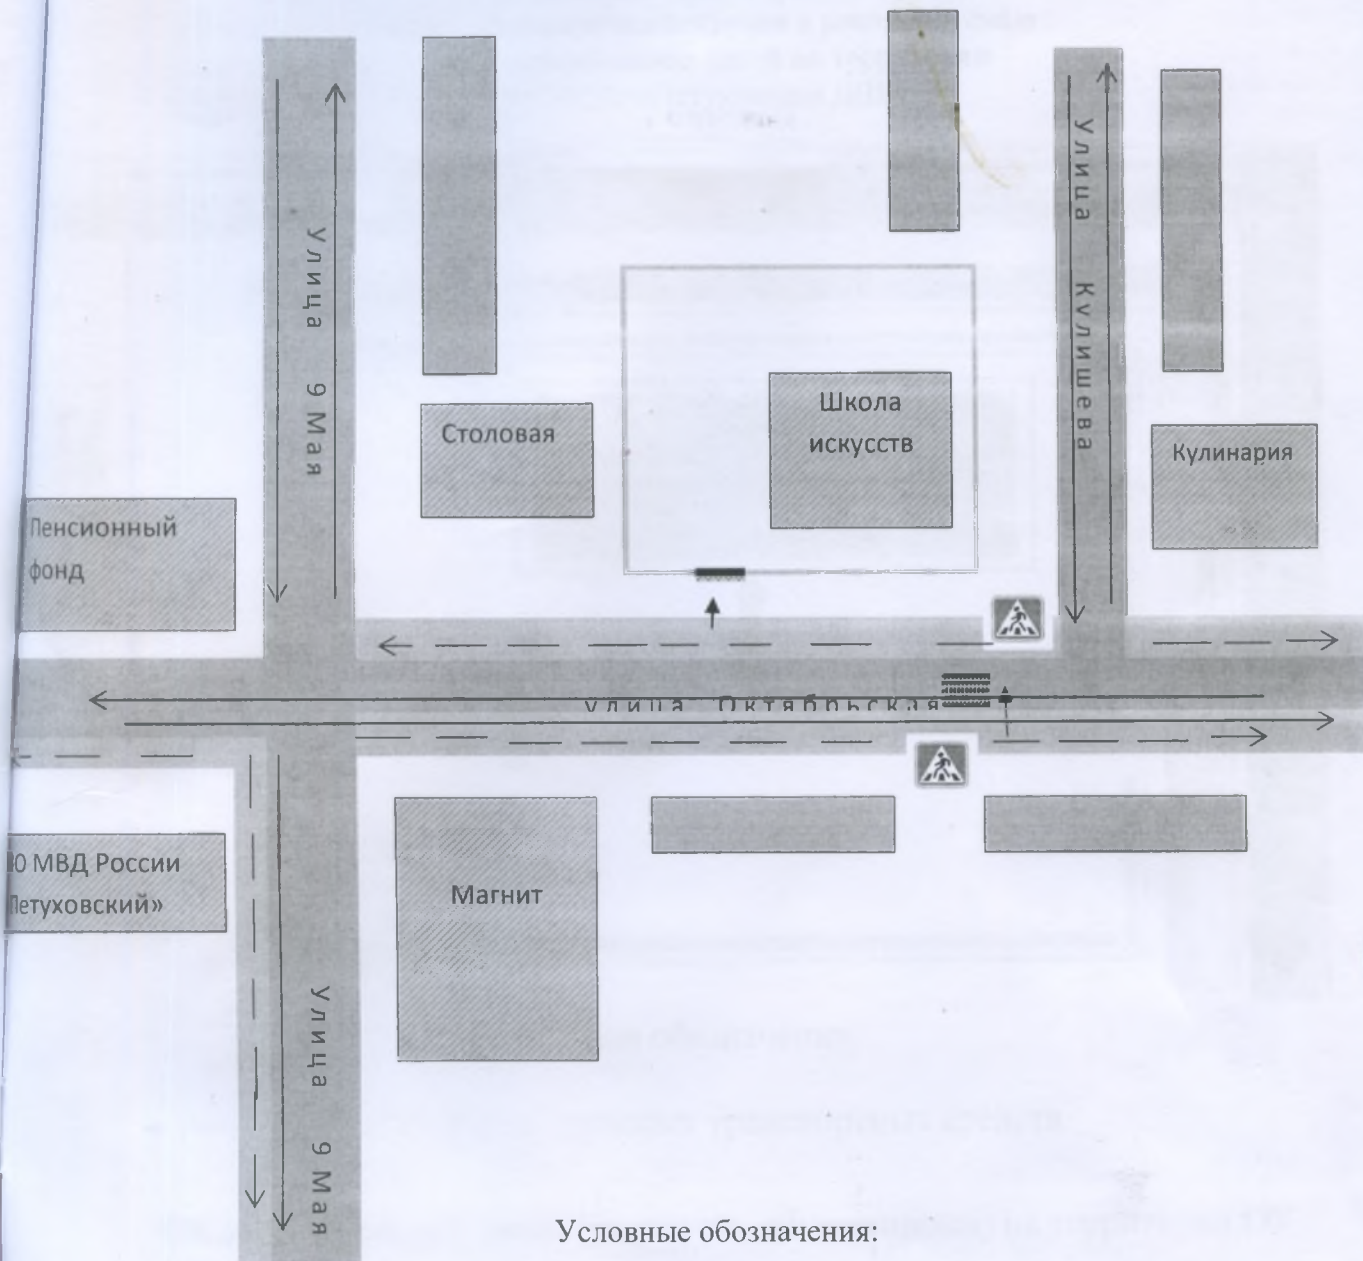 Улица 9 Мая
Улица Кулишева
Школа
искусств
Столовая
Кулинария
Пенсионный
фонд
улица Октябрьская
МВД России
Петуховский»
Магнит
Улица 9 Мая
Условные обозначения: